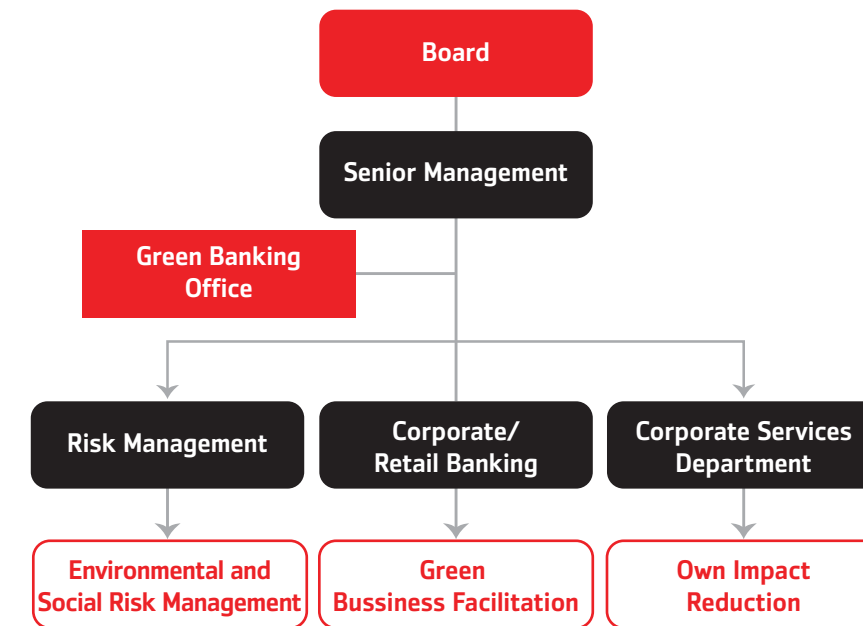 Board
Senior Management
Green Banking
Office
Risk Management
Corporate/
Retail Banking
Corporate Services
Department
Environmental and
Social Risk Management
Green
Bussiness Facilitation
Own Impact
Reduction